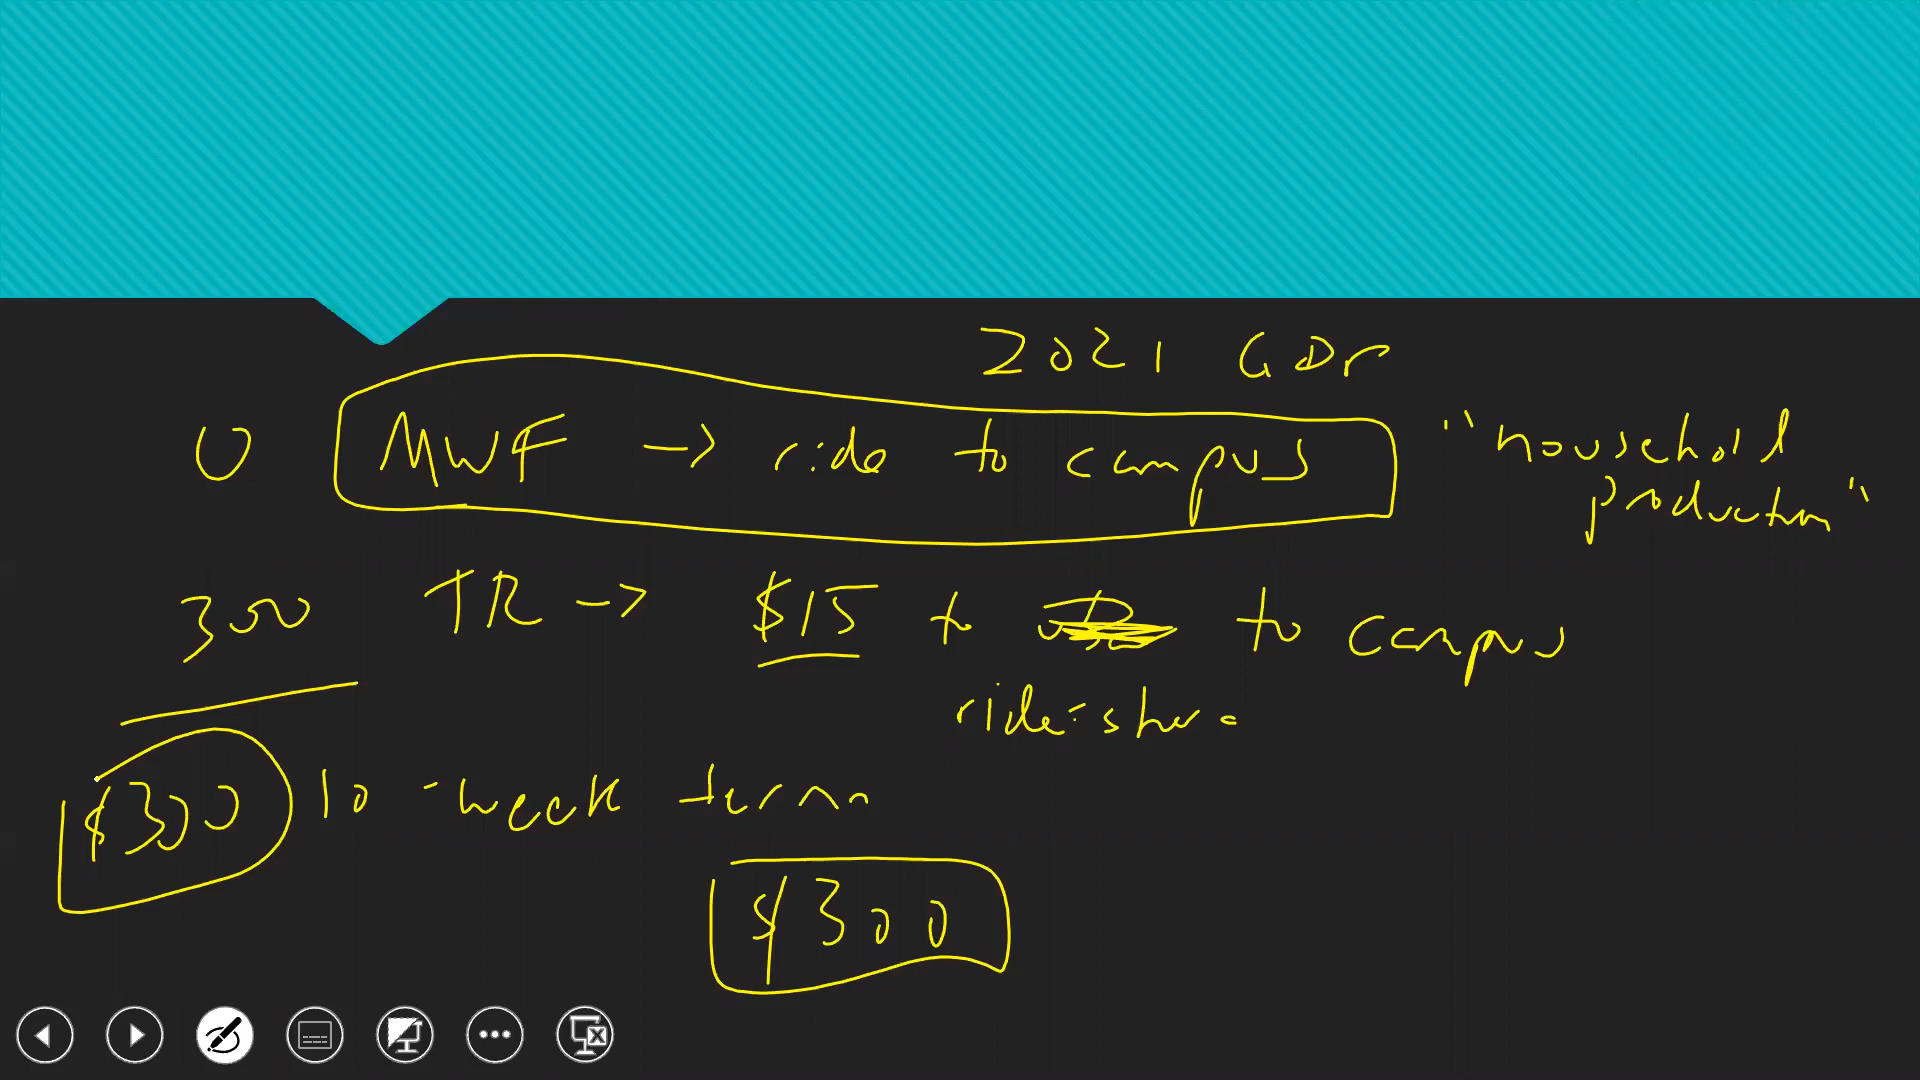 2021 GDP
0 MWF → ride to campus "household
production"
300 TR → $15 to to campus
ride-share
$300 10-week term
$300